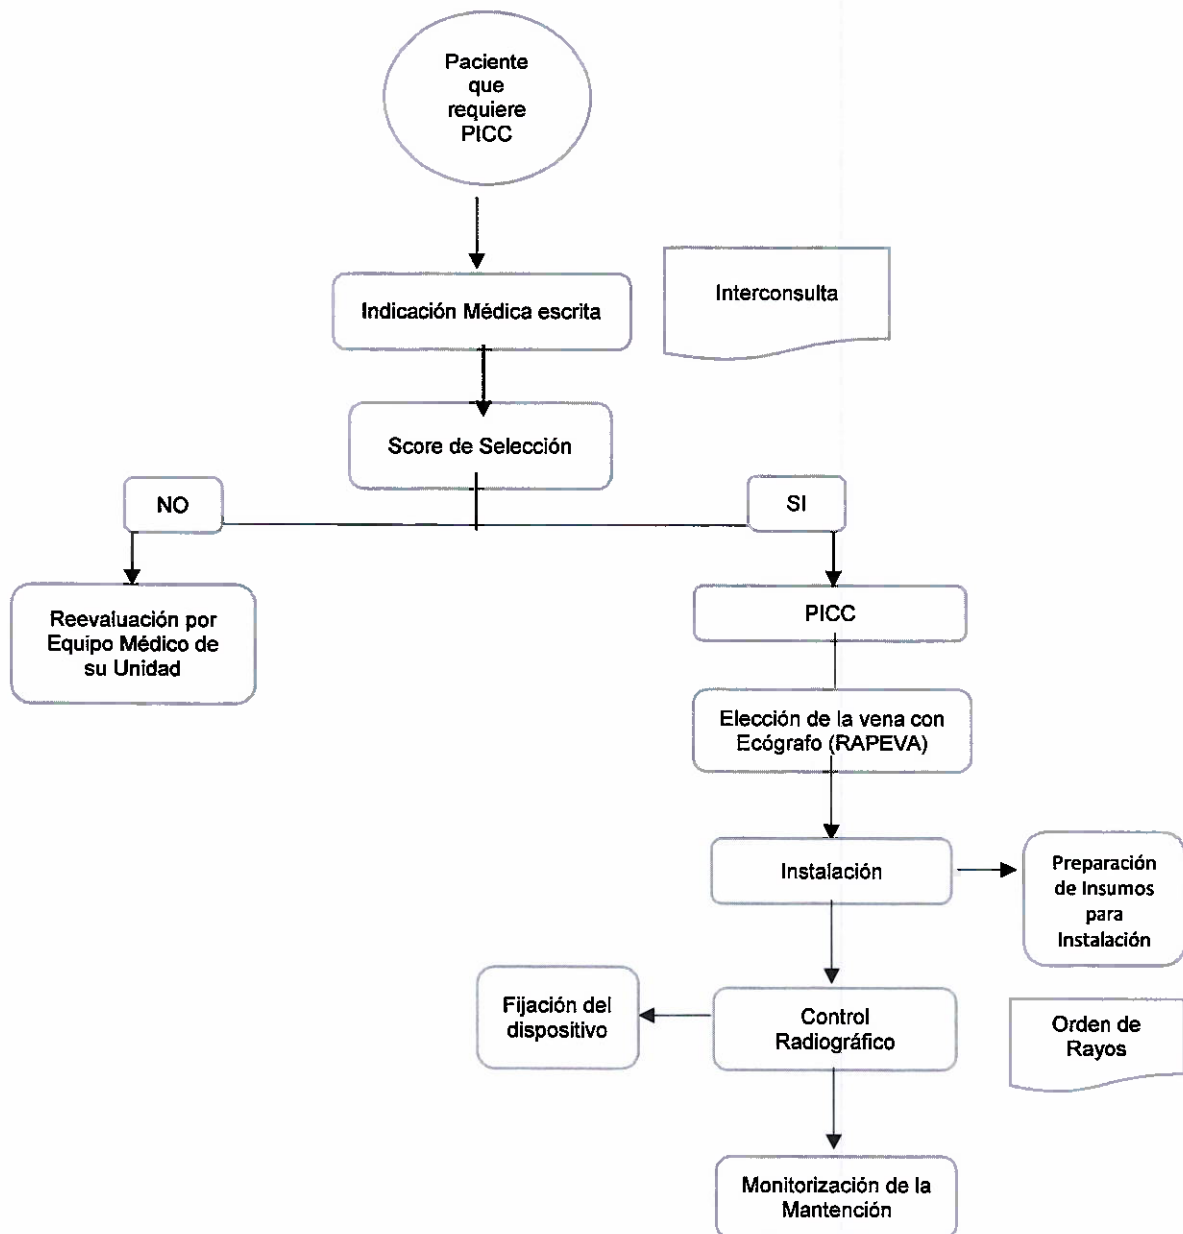 Paciente
que
requiere
PICC
Indicación Médica escrita
Interconsulta
Score de Selección
NO
SI
Reevaluación por
Equipo Médico de
su Unidad
PICC
Elección de la vena con
Ecógrafo (RAPEVA)
Instalación
Preparación
de Insumos
para
Instalación
Fijación del
dispositivo
Control
Radiográfico
Orden de
Rayos
Monitorización de la
Mantención